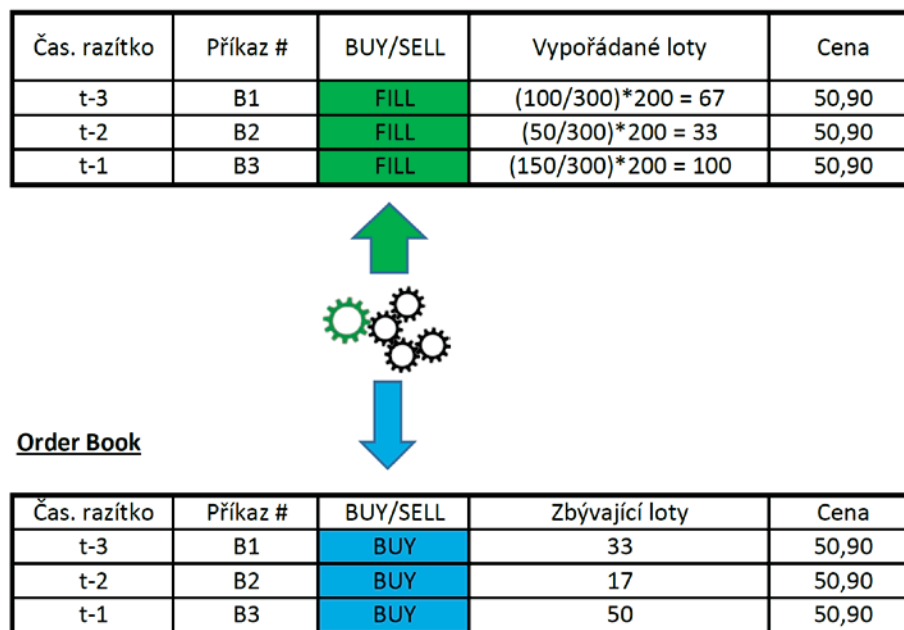 Čas. razítko Příkaz # BUY/SELL Vypořádané loty Cena
t-3 B1 FILL (100/300)*200 = 67 50,90
t-2 B2 FILL (50/300)*200 = 33 50,90
t-1 B3 FILL (150/300)*200 = 100 50,90
Order Book
Čas. razítko Příkaz # BUY/SELL Zbývající loty Cena
t-3 B1 BUY 33 50,90
t-2 B2 BUY 17 50,90
t-1 B3 BUY 50 50,90